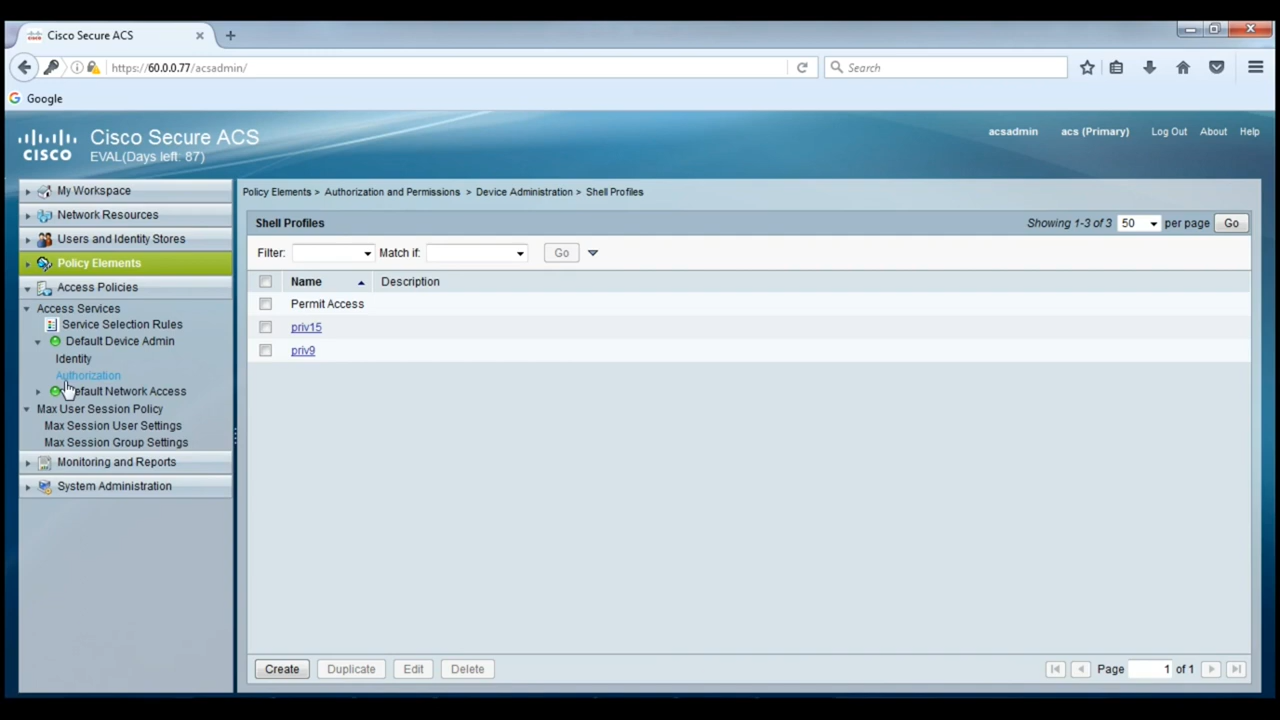 Cisco Secure ACS
https://60.0.0.77/acsadmin/
Search
Google
CISCO
Cisco Secure ACS
EVAL(Days left: 87)
acsadmin acs (Primary) Log Out About Help
My Workspace
Network Resources
Users and Identity Stores
Policy Elements
Access Policies
Access Services
Service Selection Rules
Default Device Admin
Identity
Authorization
efault Network Access
Max User Session Policy
Max Session User Settings
Max Session Group Settings
Monitoring and Reports
System Administration
Policy Elements > Authorization and Permissions > Device Administration > Shell Profiles
Shell Profiles
Showing 1-3 of 3 50 per page Go
Filter: Match if: Go
Name Description
Permit Access
priv15
priv9
Create Duplicate Edit Delete
Page 1 of 1